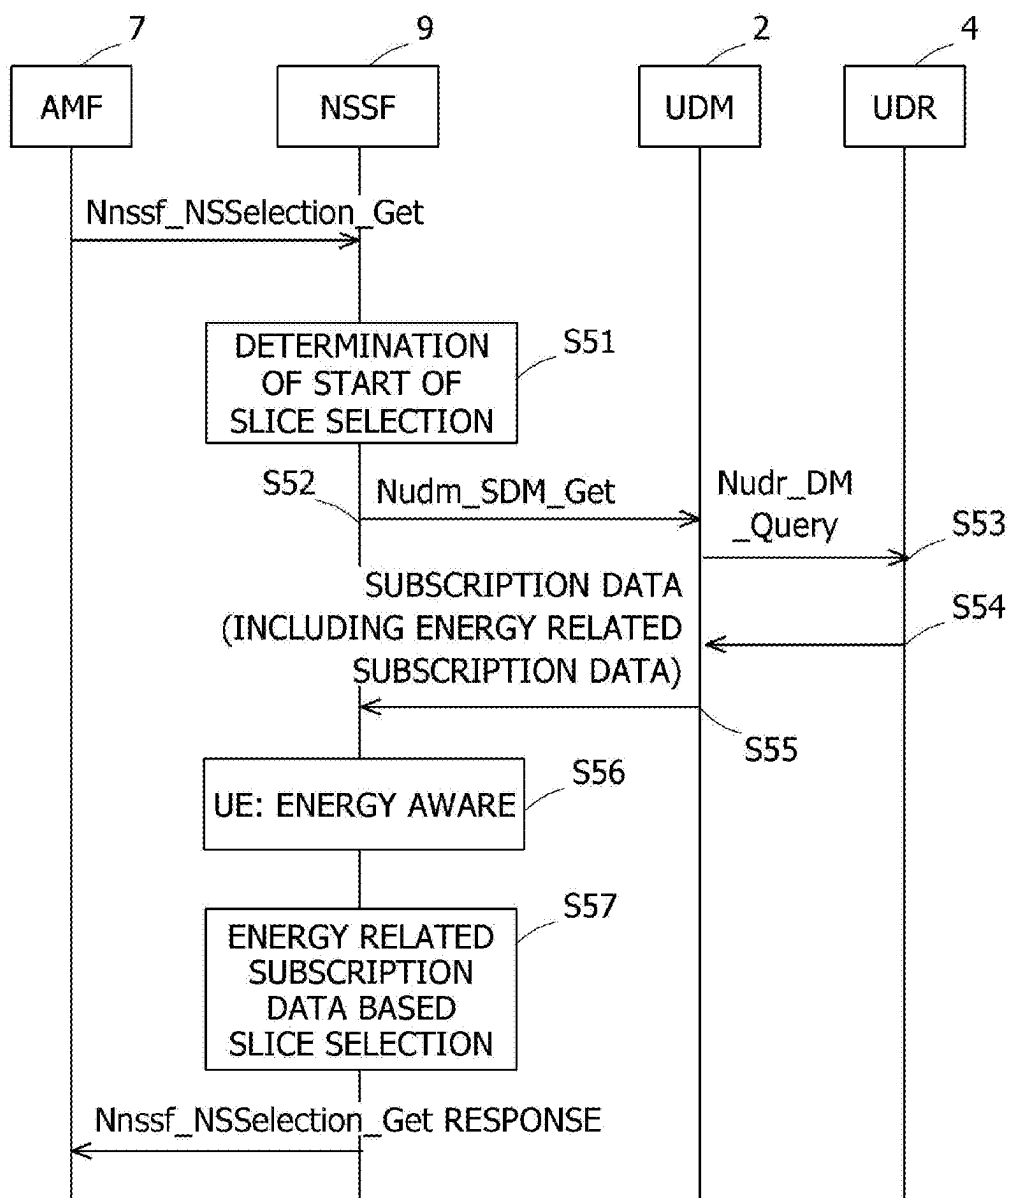 7
9
2
4
AMF
NSSF
UDM
UDR
Nnssf_NSSelection_Get
DETERMINATION
OF START OF
SLICE SELECTION
S51
S52
Nudm_SDM_Get
Nudr_DM
_Query
S53
SUBSCRIPTION DATA
(INCLUDING ENERGY RELATED
SUBSCRIPTION DATA)
S54
S55
UE: ENERGY AWARE
S56
ENERGY RELATED
SUBSCRIPTION
DATA BASED
SLICE SELECTION
S57
Nnssf_NSSelection_Get RESPONSE